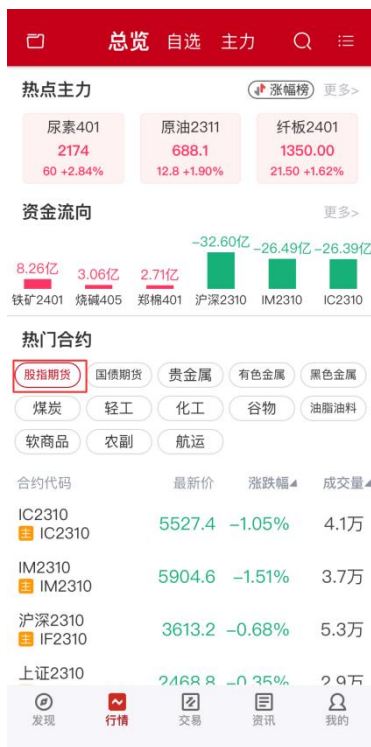 总览 自选 主力
热点主力 涨幅榜 更多>
尿素401 原油2311 纤板2401
2174 688.1 1350.00
60 +2.84% 12.8 +1.90% 21.50 +1.62%
资金流向 更多>
-32.60亿 -26.49亿 -26.39亿
8.26亿 3.06亿 2.71亿
铁矿2401 烧碱405 郑棉401 沪深2310 IM2310 IC2310
热门合约
股指期货 国债期货 贵金属 有色金属 黑色金属
煤炭 轻工 化工 谷物 油脂油料
软商品 农副 航运
合约代码 最新价 涨跌幅 成交量
IC2310
主 IC2310 5527.4 -1.05% 4.1万
IM2310
主 IM2310 5904.6 -1.51% 3.7万
沪深2310
主 IF2310 3613.2 -0.68% 5.3万
上证2310 2468.8 -0.35% 2.9万
发现 行情 交易 资讯 我的